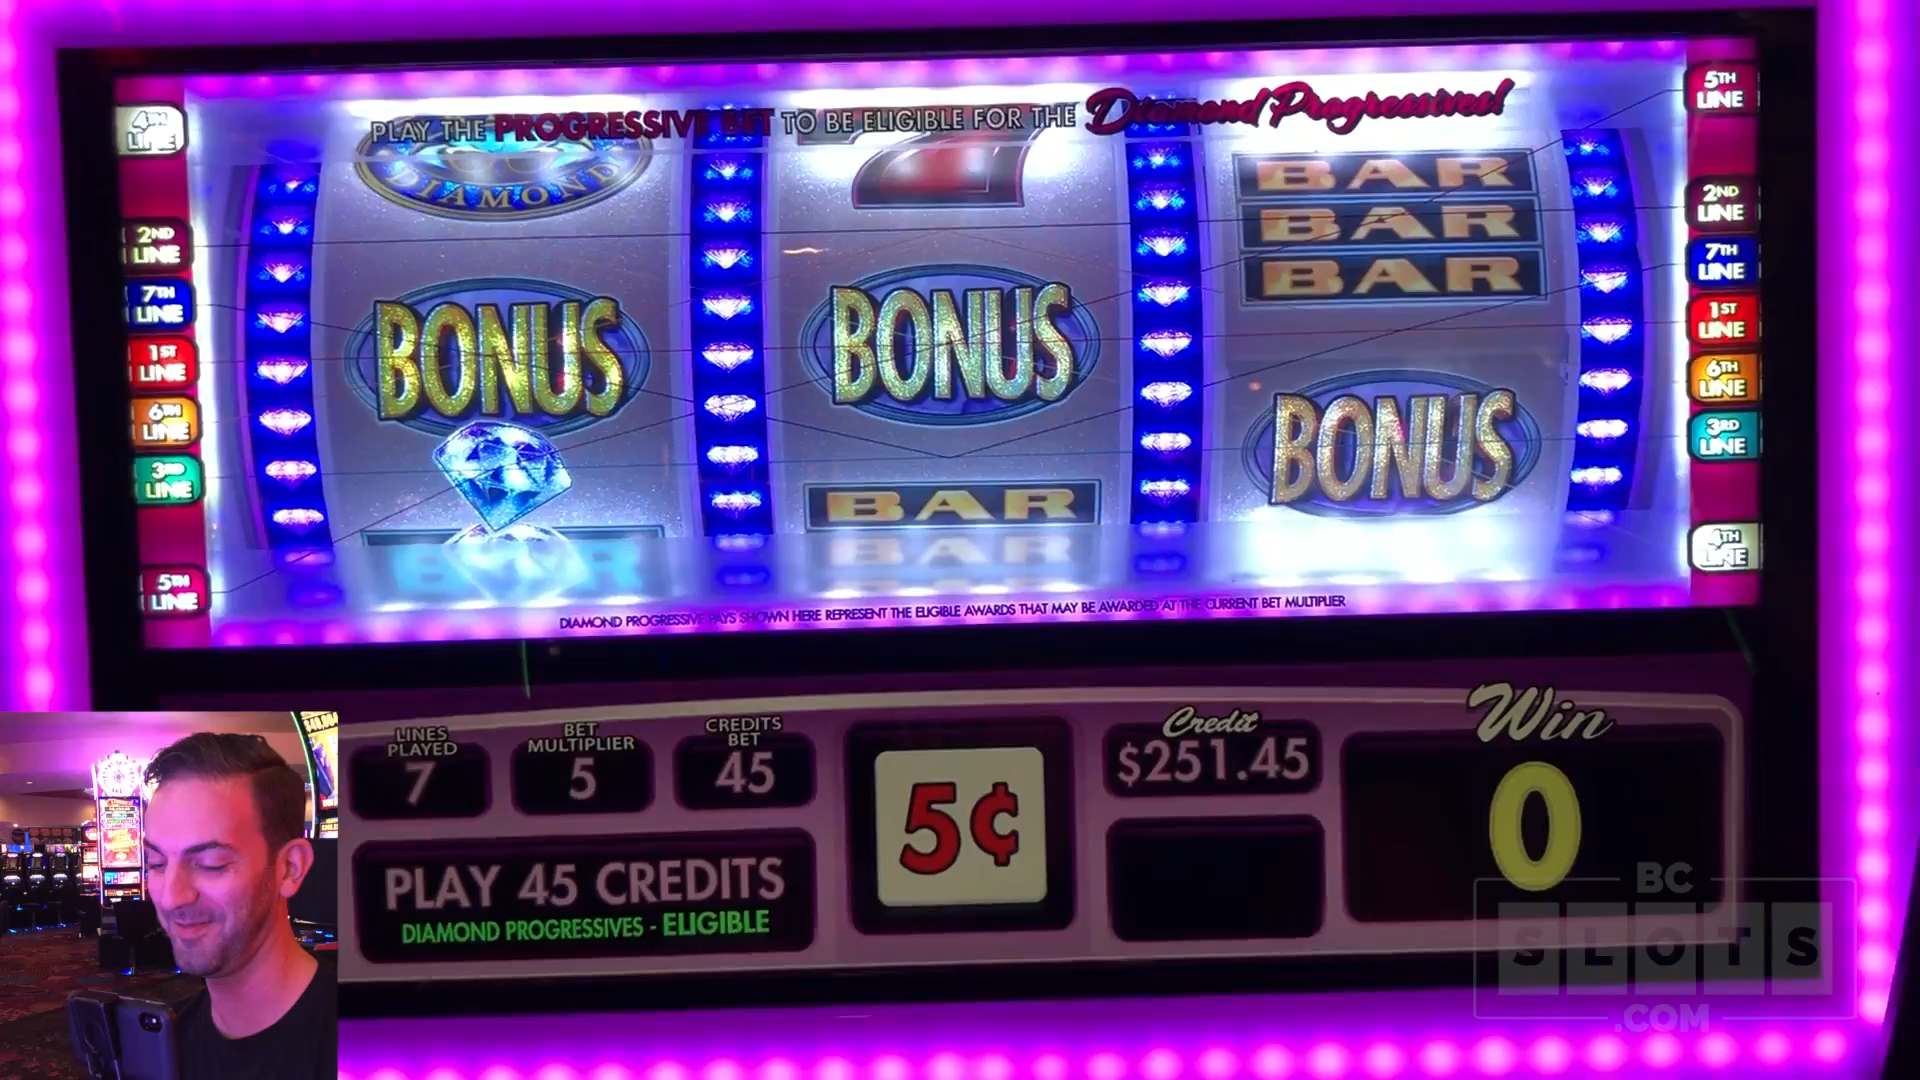 PLAY THE PROGRESSIVE BET TO BE ELIGIBLE FOR THE Diamond Progressives!
4TH LINE
5TH LINE
DIAMOND
7
BAR
BAR
BAR
2ND LINE
2ND LINE
7TH LINE
7TH LINE
BONUS
BONUS
1ST LINE
1ST LINE
6TH LINE
6TH LINE
BONUS
3RD LINE
3RD LINE
BAR
BAR
4TH LINE
5TH LINE
DIAMOND PROGRESSIVE PAYS SHOWN HERE REPRESENT THE ELIGIBLE AWARDS THAT MAY BE AWARDED AT THE CURRENT BET MULTIPLIER
LINES PLAYED
7
BET MULTIPLIER
5
CREDITS BET
45
5¢
Credit
$251.45
Win
0
PLAY 45 CREDITS
DIAMOND PROGRESSIVES - ELIGIBLE
BC
SLOTS
.COM